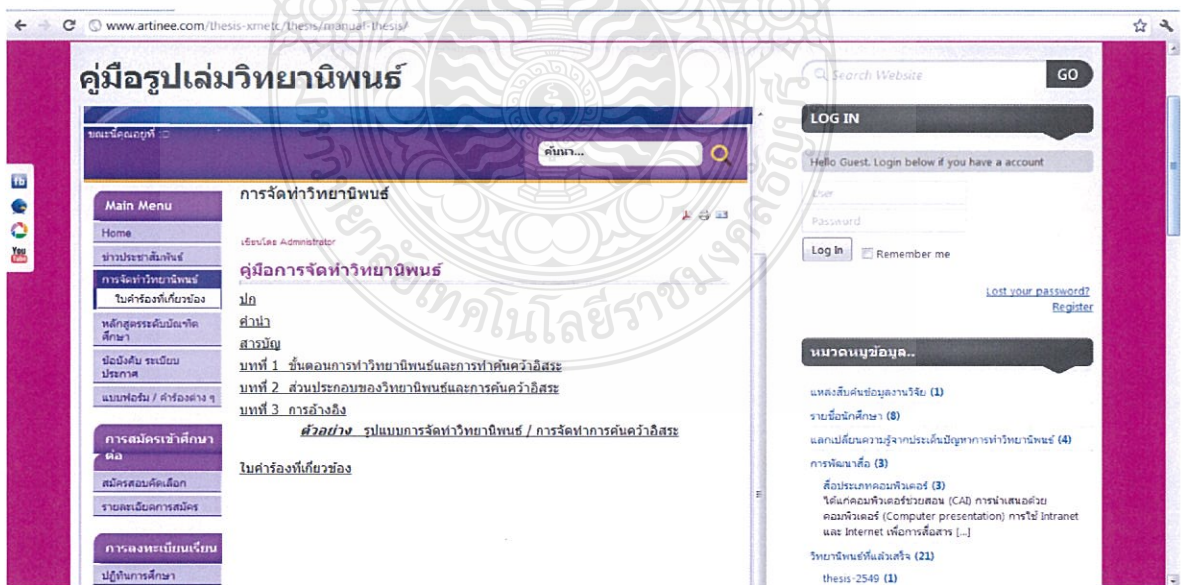 www.artinee.com/thesis-xmetc/thesis/manual-thesis/
คู่มือรูปเล่มวิทยานิพนธ์
Search Website
GO
ขณะนี้คุณอยู่ที่ :
ค้นหา...
Main Menu
Home
ข่าวประชาสัมพันธ์
การจัดทำวิทยานิพนธ์
ใบคำร้องที่เกี่ยวข้อง
หลักสูตรระดับบัณฑิต
ศึกษา
ข้อบังคับ ระเบียบ
ประกาศ
แบบฟอร์ม / คำร้องต่าง ๆ
การสมัครเข้าศึกษา
ต่อ
สมัครสอบคัดเลือก
รายละเอียดการสมัคร
การลงทะเบียนเรียน
ปฏิทินการศึกษา
การจัดทำวิทยานิพนธ์
เขียนโดย Administrator
คู่มือการจัดทำวิทยานิพนธ์
ปก
คำนำ
สารบัญ
บทที่ 1 ขั้นตอนการทำวิทยานิพนธ์และการทำค้นคว้าอิสระ
บทที่ 2 ส่วนประกอบของวิทยานิพนธ์และการค้นคว้าอิสระ
บทที่ 3 การอ้างอิง
ตัวอย่าง รูปแบบการจัดทำวิทยานิพนธ์ / การจัดทำการค้นคว้าอิสระ
ใบคำร้องที่เกี่ยวข้อง
LOG IN
Hello Guest. Login below if you have a account
User
Password
Log In Remember me
Lost your password?
Register
หมวดหมู่ข้อมูล..
แหล่งสืบค้นข้อมูลงานวิจัย (1)
รายชื่อนักศึกษา (8)
แลกเปลี่ยนความรู้จากประเด็นปัญหาการทำวิทยานิพนธ์ (4)
การพัฒนาสื่อ (3)
สื่อประเภทคอมพิวเตอร์ (3)
ได้แก่คอมพิวเตอร์ช่วยสอน (CAI) การนำเสนอด้วย
คอมพิวเตอร์ (Computer presentation) การใช้ Intranet
และ Internet เพื่อการสื่อสาร [...]
วิทยานิพนธ์ที่แล้วเสร็จ (21)
thesis-2549 (1)
fb
You
Tube